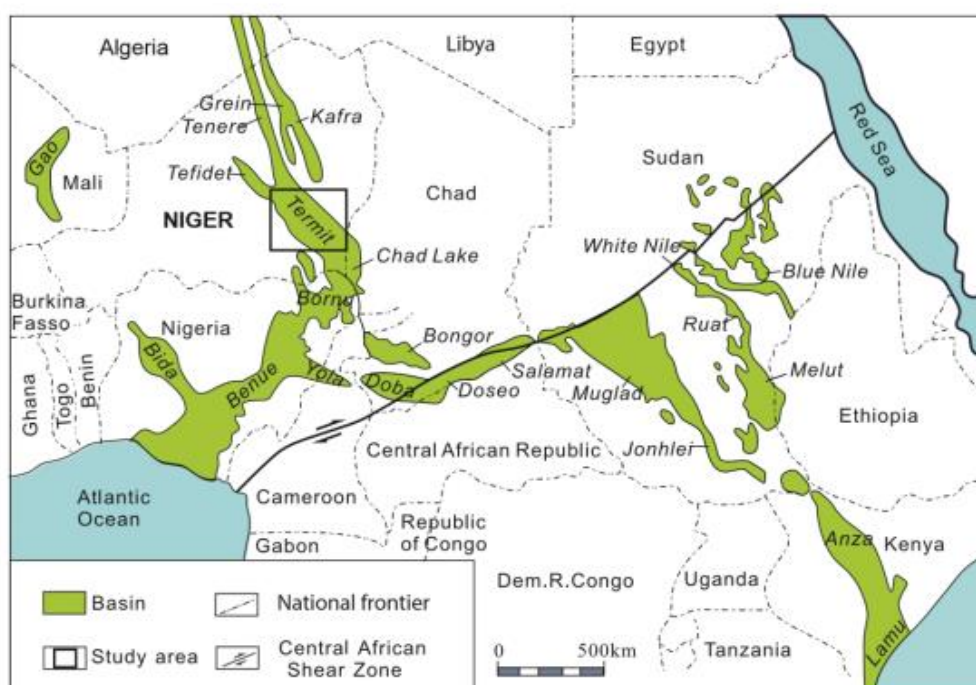 Algeria
Libya
Egypt
Grein
Tenere
Kafra
Red Sea
Gao
Mali
Sudan
Tefidet
Chad
NIGER
Termit
White Nile
Chad Lake
Blue Nile
Burkina
Fasso
Bornu
Nigeria
Bongor
Ruat
Bida
Benue
Yola
Doba
Doseo
Salamat
Muglad
Melut
Ghana
Togo
Benin
Ethiopia
Central African Republic
Jonhlei
Atlantic
Ocean
Cameroon
Republic
of Congo
Gabon
Anza
Kenya
Dem.R.Congo
Uganda
Basin
National frontier
Tanzania
Lamu
Study area
Central African
Shear Zone
0 500km